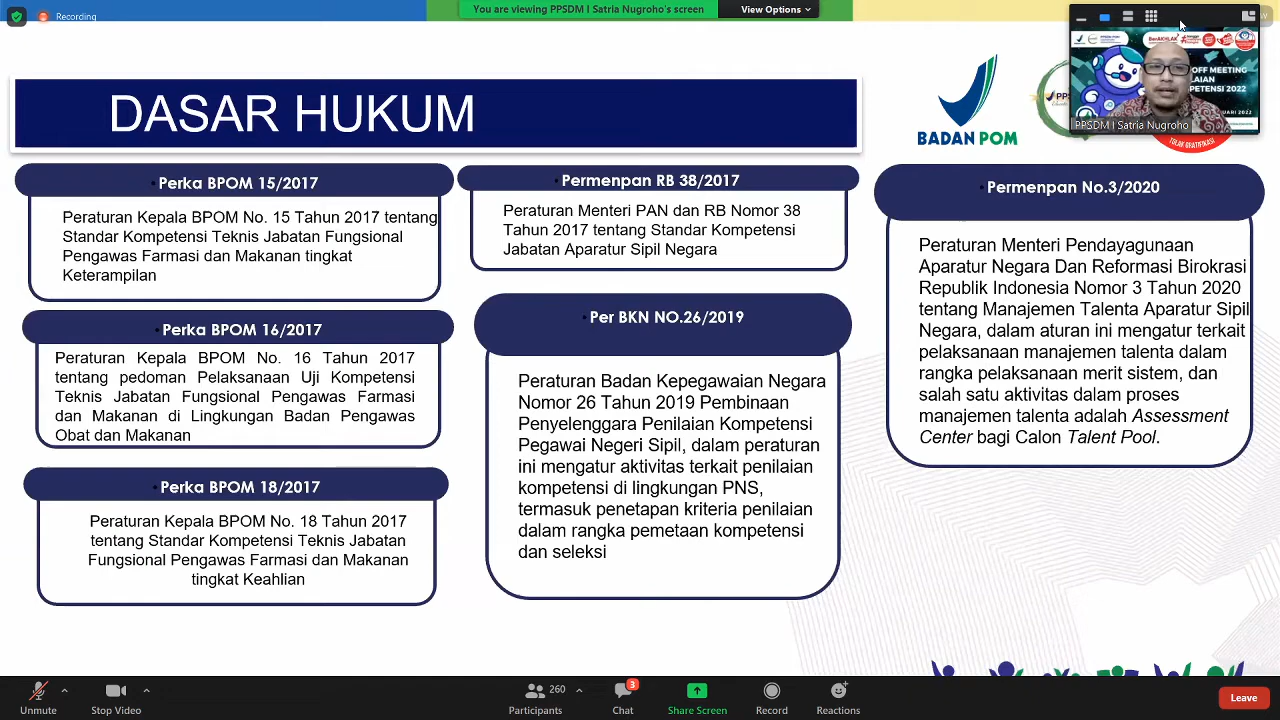 Recording
You are viewing PPSDM I Satria Nugroho's screen
View Options
DASAR HUKUM
BADAN POM
OFF MEETING
LAIAN
PETENSI 2022
PPSDM I Satria Nugroho
TOLAK GRATIFIKASI
Perka BPOM 15/2017
Peraturan Kepala BPOM No. 15 Tahun 2017 tentang
Standar Kompetensi Teknis Jabatan Fungsional
Pengawas Farmasi dan Makanan tingkat
Keterampilan
Perka BPOM 16/2017
Peraturan Kepala BPOM No. 16 Tahun 2017
tentang pedoman Pelaksanaan Uji Kompetensi
Teknis Jabatan Fungsional Pengawas Farmasi
dan Makanan di Lingkungan Badan Pengawas
Obat dan Makanan
Perka BPOM 18/2017
Peraturan Kepala BPOM No. 18 Tahun 2017
tentang Standar Kompetensi Teknis Jabatan
Fungsional Pengawas Farmasi dan Makanan
tingkat Keahlian
Permenpan RB 38/2017
Peraturan Menteri PAN dan RB Nomor 38
Tahun 2017 tentang Standar Kompetensi
Jabatan Aparatur Sipil Negara
Per BKN NO.26/2019
Peraturan Badan Kepegawaian Negara
Nomor 26 Tahun 2019 Pembinaan
Penyelenggara Penilaian Kompetensi
Pegawai Negeri Sipil, dalam peraturan
ini mengatur aktivitas terkait penilaian
kompetensi di lingkungan PNS,
termasuk penetapan kriteria penilaian
dalam rangka pemetaan kompetensi
dan seleksi
Permenpan No.3/2020
Peraturan Menteri Pendayagunaan
Aparatur Negara Dan Reformasi Birokrasi
Republik Indonesia Nomor 3 Tahun 2020
tentang Manajemen Talenta Aparatur Sipil
Negara, dalam aturan ini mengatur terkait
pelaksanaan manajemen talenta dalam
rangka pelaksanaan merit sistem, dan
salah satu aktivitas dalam proses
manajemen talenta adalah Assessment
Center bagi Calon Talent Pool.
Unmute
Stop Video
260
Participants
3
Chat
Share Screen
Record
Reactions
Leave